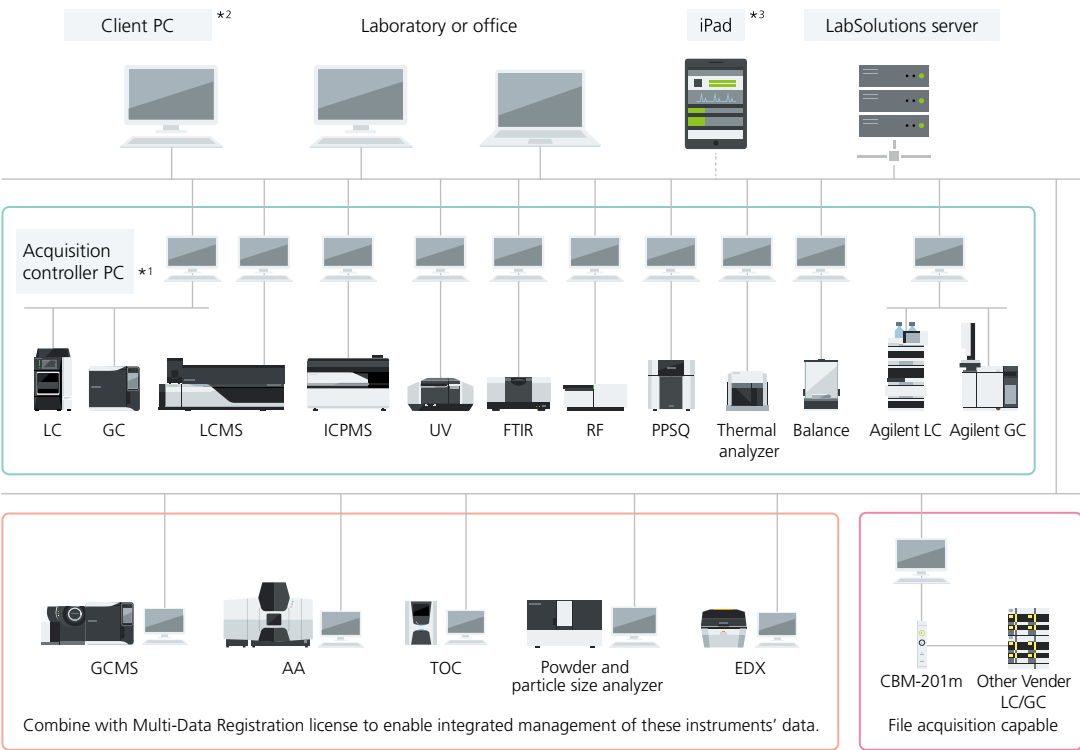 Client PC *2
Laboratory or office
iPad *3
LabSolutions server
Acquisition
controller PC *1
LC
GC
LCMS
ICPMS
UV
FTIR
RF
PPSQ
Thermal
analyzer
Balance
Agilent LC
Agilent GC
GCMS
AA
TOC
Powder and
particle size analyzer
EDX
Combine with Multi-Data Registration license to enable integrated management of these instruments’ data.
CBM-201m
Other Vender
LC/GC
File acquisition capable